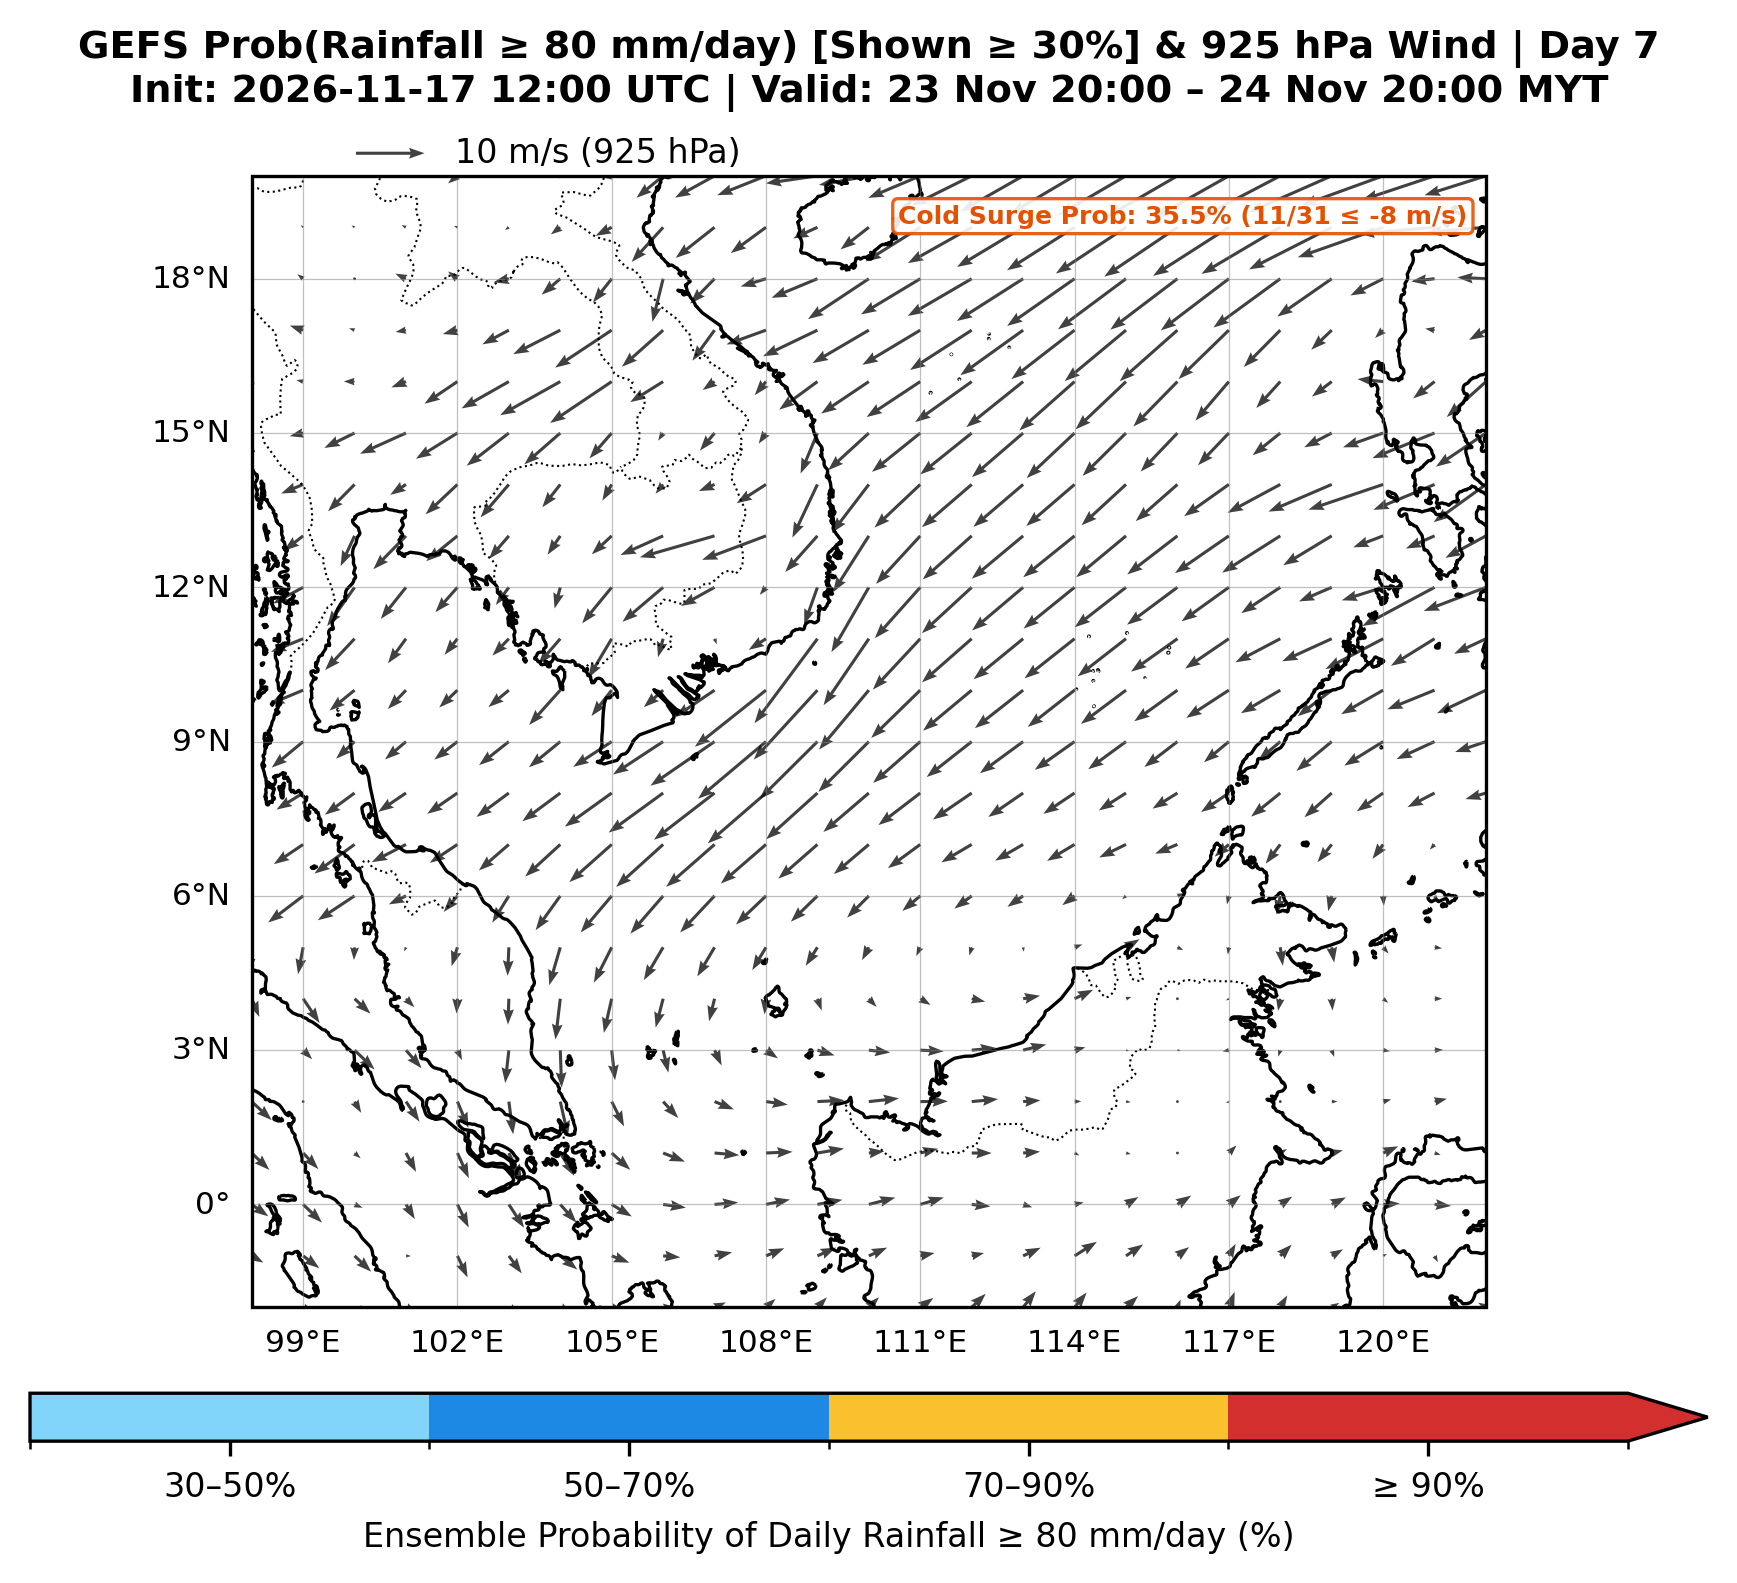 GEFS Prob(Rainfall ≥ 80 mm/day) [Shown ≥ 30%] & 925 hPa Wind | Day 7
Init: 2026-11-17 12:00 UTC | Valid: 23 Nov 20:00 – 24 Nov 20:00 MYT
10 m/s (925 hPa)
Cold Surge Prob: 35.5% (11/31 ≤ -8 m/s)
18°N
15°N
12°N
9°N
6°N
3°N
0°
99°E 102°E 105°E 108°E 111°E 114°E 117°E 120°E
30–50% 50–70% 70–90% ≥ 90%
Ensemble Probability of Daily Rainfall ≥ 80 mm/day (%)